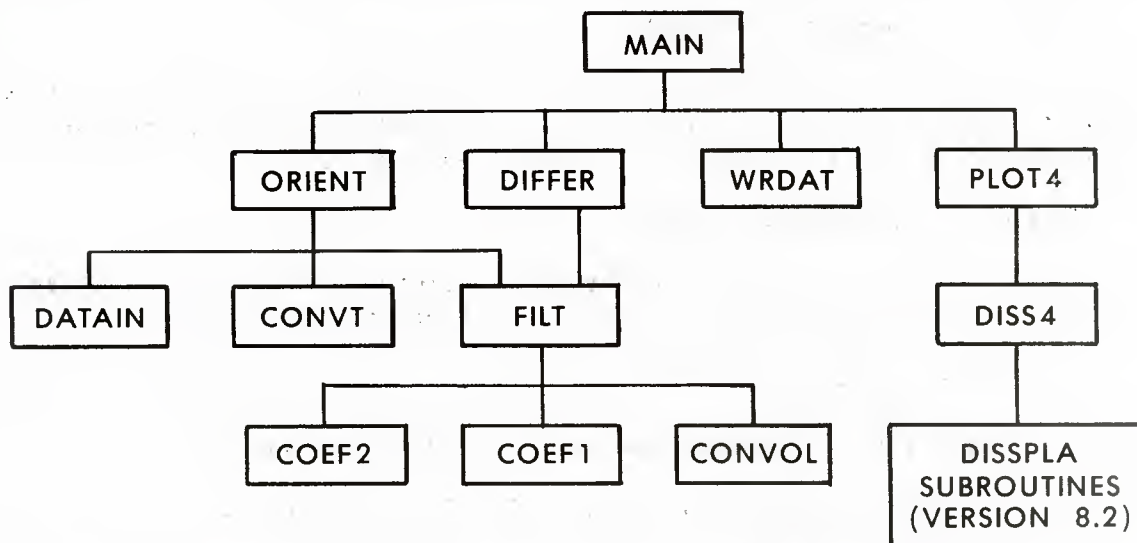 MAIN
ORIENT
DIFFER
WRDAT
PLOT4
DATAIN
CONVT
FILT
DISS4
COEF2
COEF1
CONVOL
DISSPLA
SUBROUTINES
(VERSION 8.2)